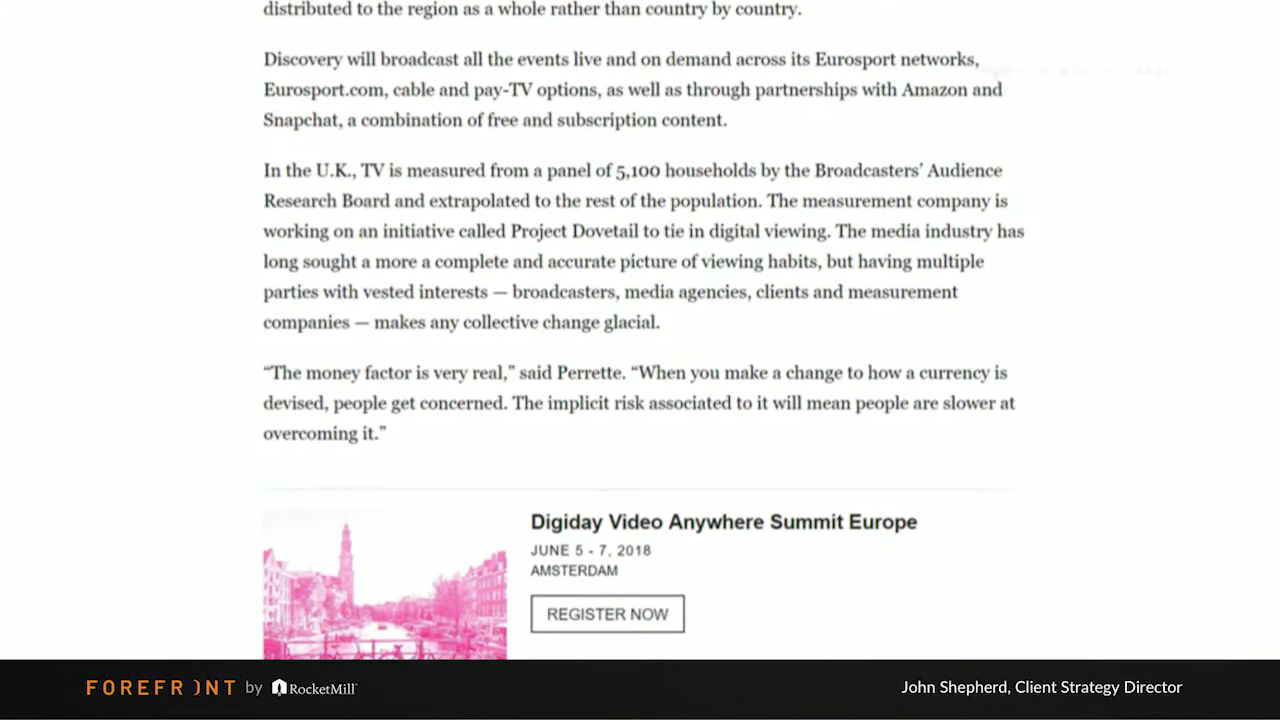 distributed to the region as a whole rather than country by country.
Discovery will broadcast all the events live and on demand across its Eurosport networks,
Eurosport.com, cable and pay-TV options, as well as through partnerships with Amazon and
Snapchat, a combination of free and subscription content.
In the U.K., TV is measured from a panel of 5,100 households by the Broadcasters’ Audience
Research Board and extrapolated to the rest of the population. The measurement company is
working on an initiative called Project Dovetail to tie in digital viewing. The media industry has
long sought a more a complete and accurate picture of viewing habits, but having multiple
parties with vested interests — broadcasters, media agencies, clients and measurement
companies — makes any collective change glacial.
“The money factor is very real,” said Perrette. “When you make a change to how a currency is
devised, people get concerned. The implicit risk associated to it will mean people are slower at
overcoming it.”
Digiday Video Anywhere Summit Europe
JUNE 5 - 7, 2018
AMSTERDAM
REGISTER NOW
FOREFRONT by RocketMill
John Shepherd, Client Strategy Director